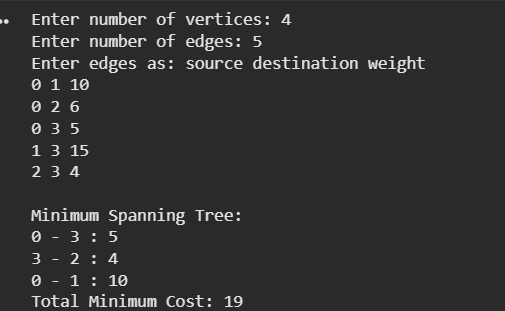 Enter number of vertices: 4
Enter number of edges: 5
Enter edges as: source destination weight
0 1 10
0 2 6
0 3 5
1 3 15
2 3 4
Minimum Spanning Tree:
0 - 3 : 5
3 - 2 : 4
0 - 1 : 10
Total Minimum Cost: 19